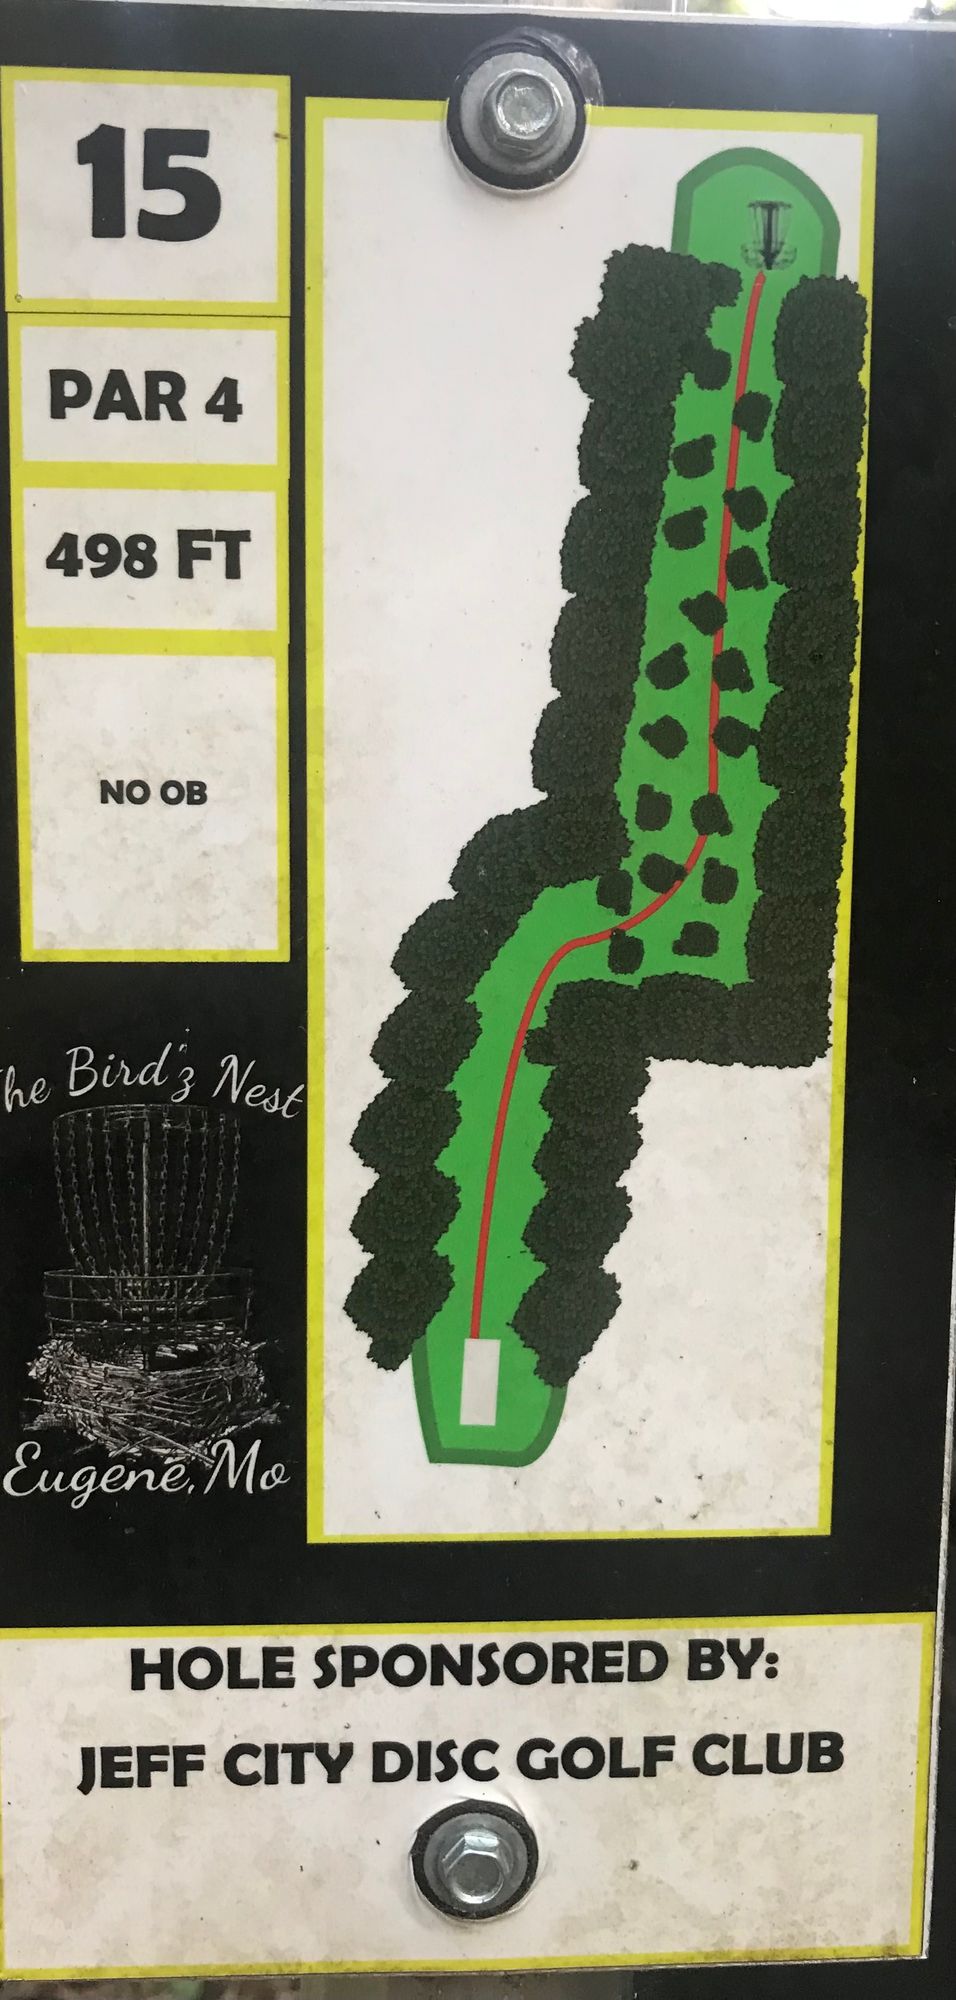 15
PAR 4
498 FT
NO OB
The Bird'z Nest
Eugene, Mo
HOLE SPONSORED BY:
JEFF CITY DISC GOLF CLUB